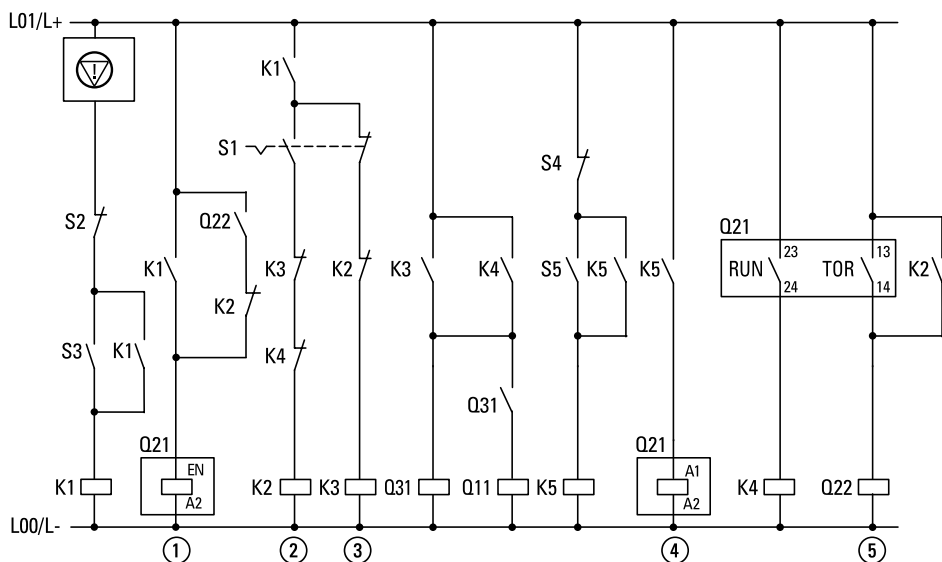 L01/L+
!
K1
S1
S4
S2
Q22
Q21
K1
K3
K2
K3
K4
S5
K5
K5
RUN
23
24
TOR
13
14
K2
K2
S3
K1
K4
Q31
Q21
EN
A2
Q21
A1
A2
K1
K2
K3
Q31
Q11
K5
K4
Q22
L00/L-
1
2
3
4
5